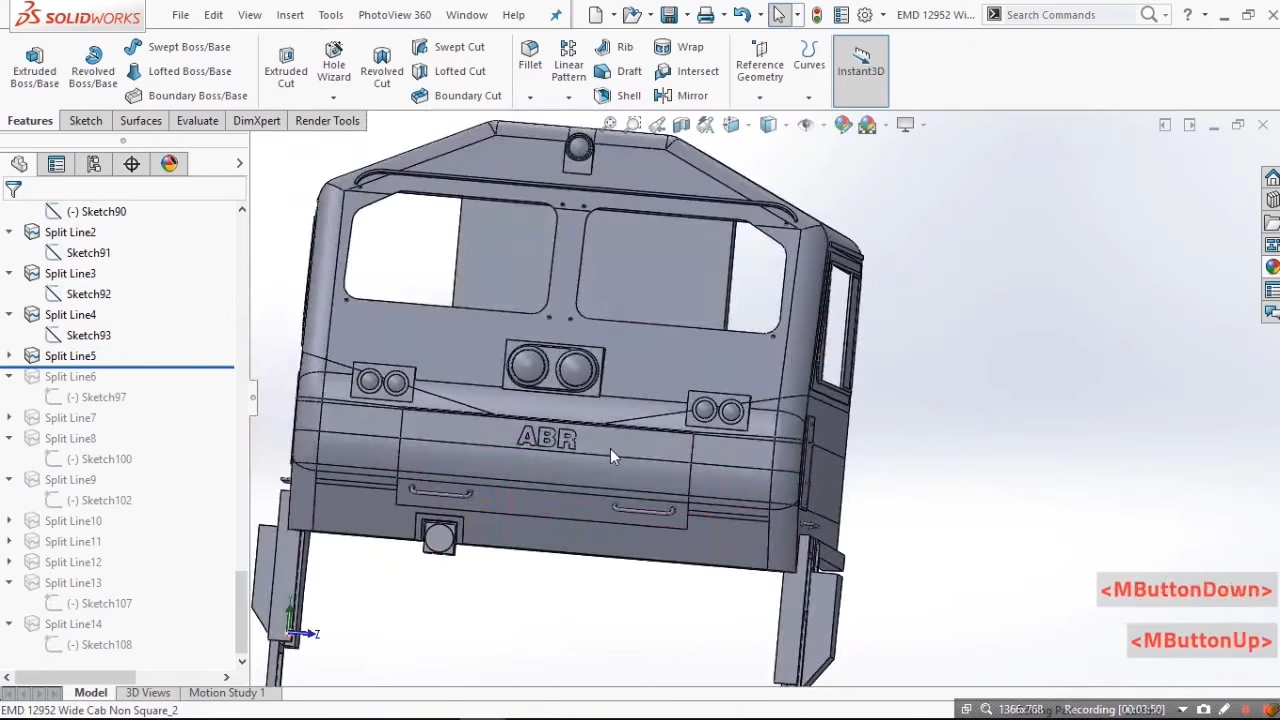 SOLIDWORKS File Edit View Insert Tools PhotoView 360 Window Help EMD 12952 Wi... Search Commands ?
Extruded Boss/Base Revolved Boss/Base Swept Boss/Base Lofted Boss/Base Boundary Boss/Base Extruded Cut Hole Wizard Revolved Cut Swept Cut Lofted Cut Boundary Cut Fillet Linear Pattern Rib Draft Shell Wrap Intersect Mirror Reference Geometry Curves Instant3D
Features Sketch Surfaces Evaluate DimXpert Render Tools
(-) Sketch90
Split Line2
Sketch91
Split Line3
Sketch92
Split Line4
Sketch93
Split Line5
Split Line6
(-) Sketch97
Split Line7
Split Line8
(-) Sketch100
Split Line9
(-) Sketch102
Split Line10
Split Line11
Split Line12
Split Line13
(-) Sketch107
Split Line14
(-) Sketch108
ABR
Z
<MButtonDown>
<MButtonUp>
Model 3D Views Motion Study 1
EMD 12952 Wide Cab Non Square_2
1366x768 Recording [00:03:50]